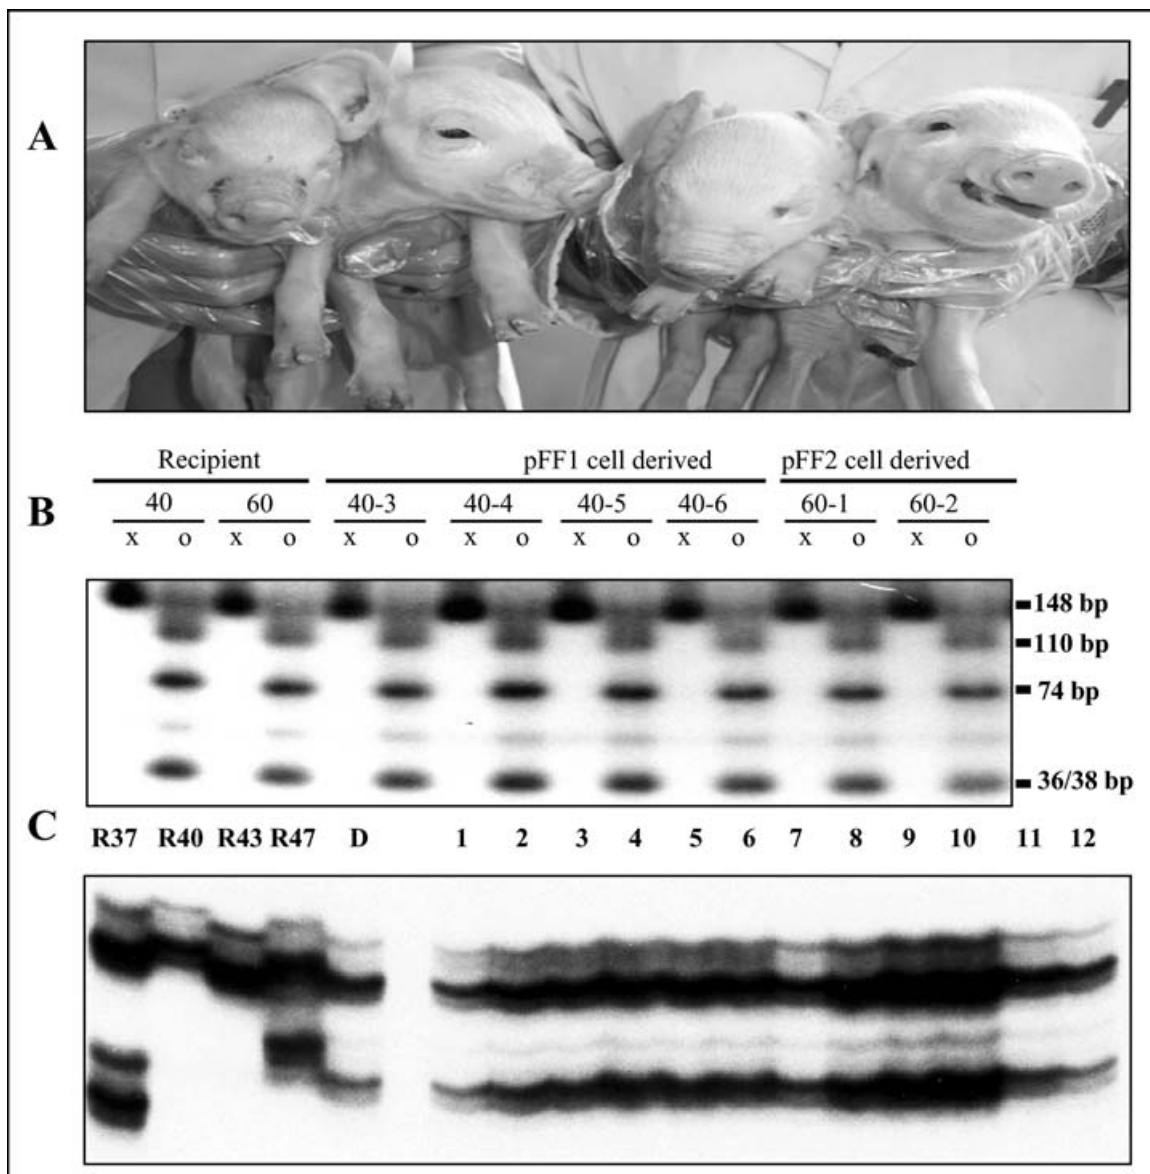 A
Recipient pFF1 cell derived pFF2 cell derived
B 40 60 40-3 40-4 40-5 40-6 60-1 60-2
x o x o x o x o x o x o x o x o
148 bp
110 bp
74 bp
36/38 bp
C R37 R40 R43 R47 D 1 2 3 4 5 6 7 8 9 10 11 12